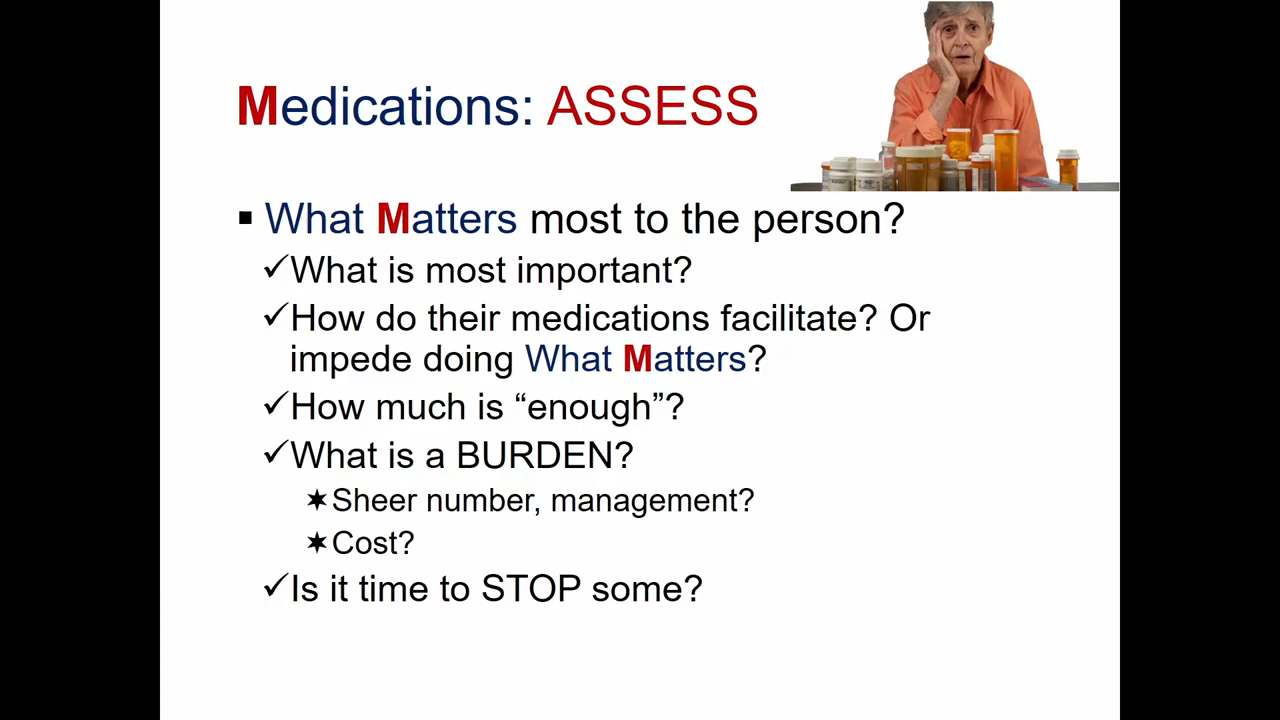 Medications: ASSESS
▪ What Matters most to the person?
✓What is most important?
✓How do their medications facilitate? Or
impede doing What Matters?
✓How much is “enough”?
✓What is a BURDEN?
✶Sheer number, management?
✶Cost?
✓Is it time to STOP some?